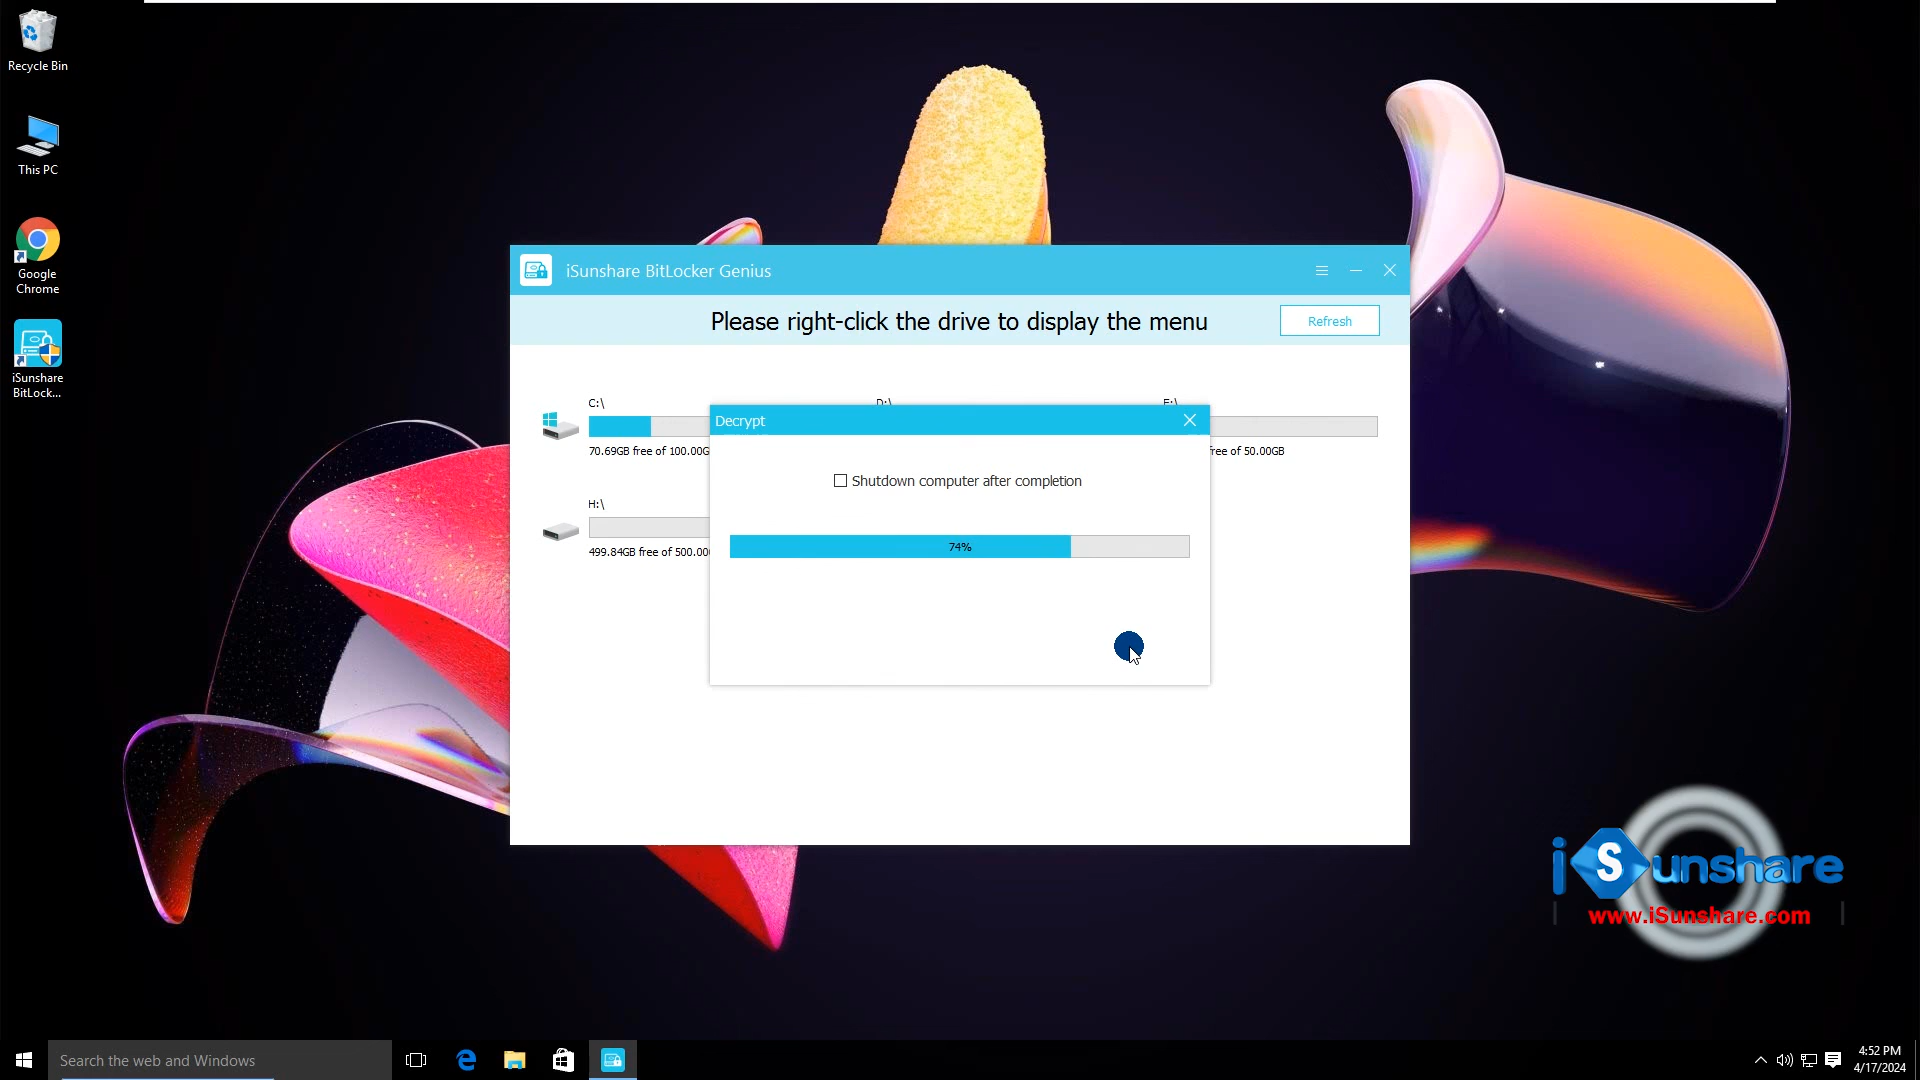 Recycle Bin
This PC
Google
Chrome
iSunshare
BitLock...
iSunshare BitLocker Genius
Please right-click the drive to display the menu
Refresh
C:\
D:\
70.69GB free of 100.00G
free of 50.00GB
H:\
499.84GB free of 500.00
Decrypt
Shutdown computer after completion
74%
iSunshare
www.iSunshare.com
Search the web and Windows
4:52 PM
4/17/2024